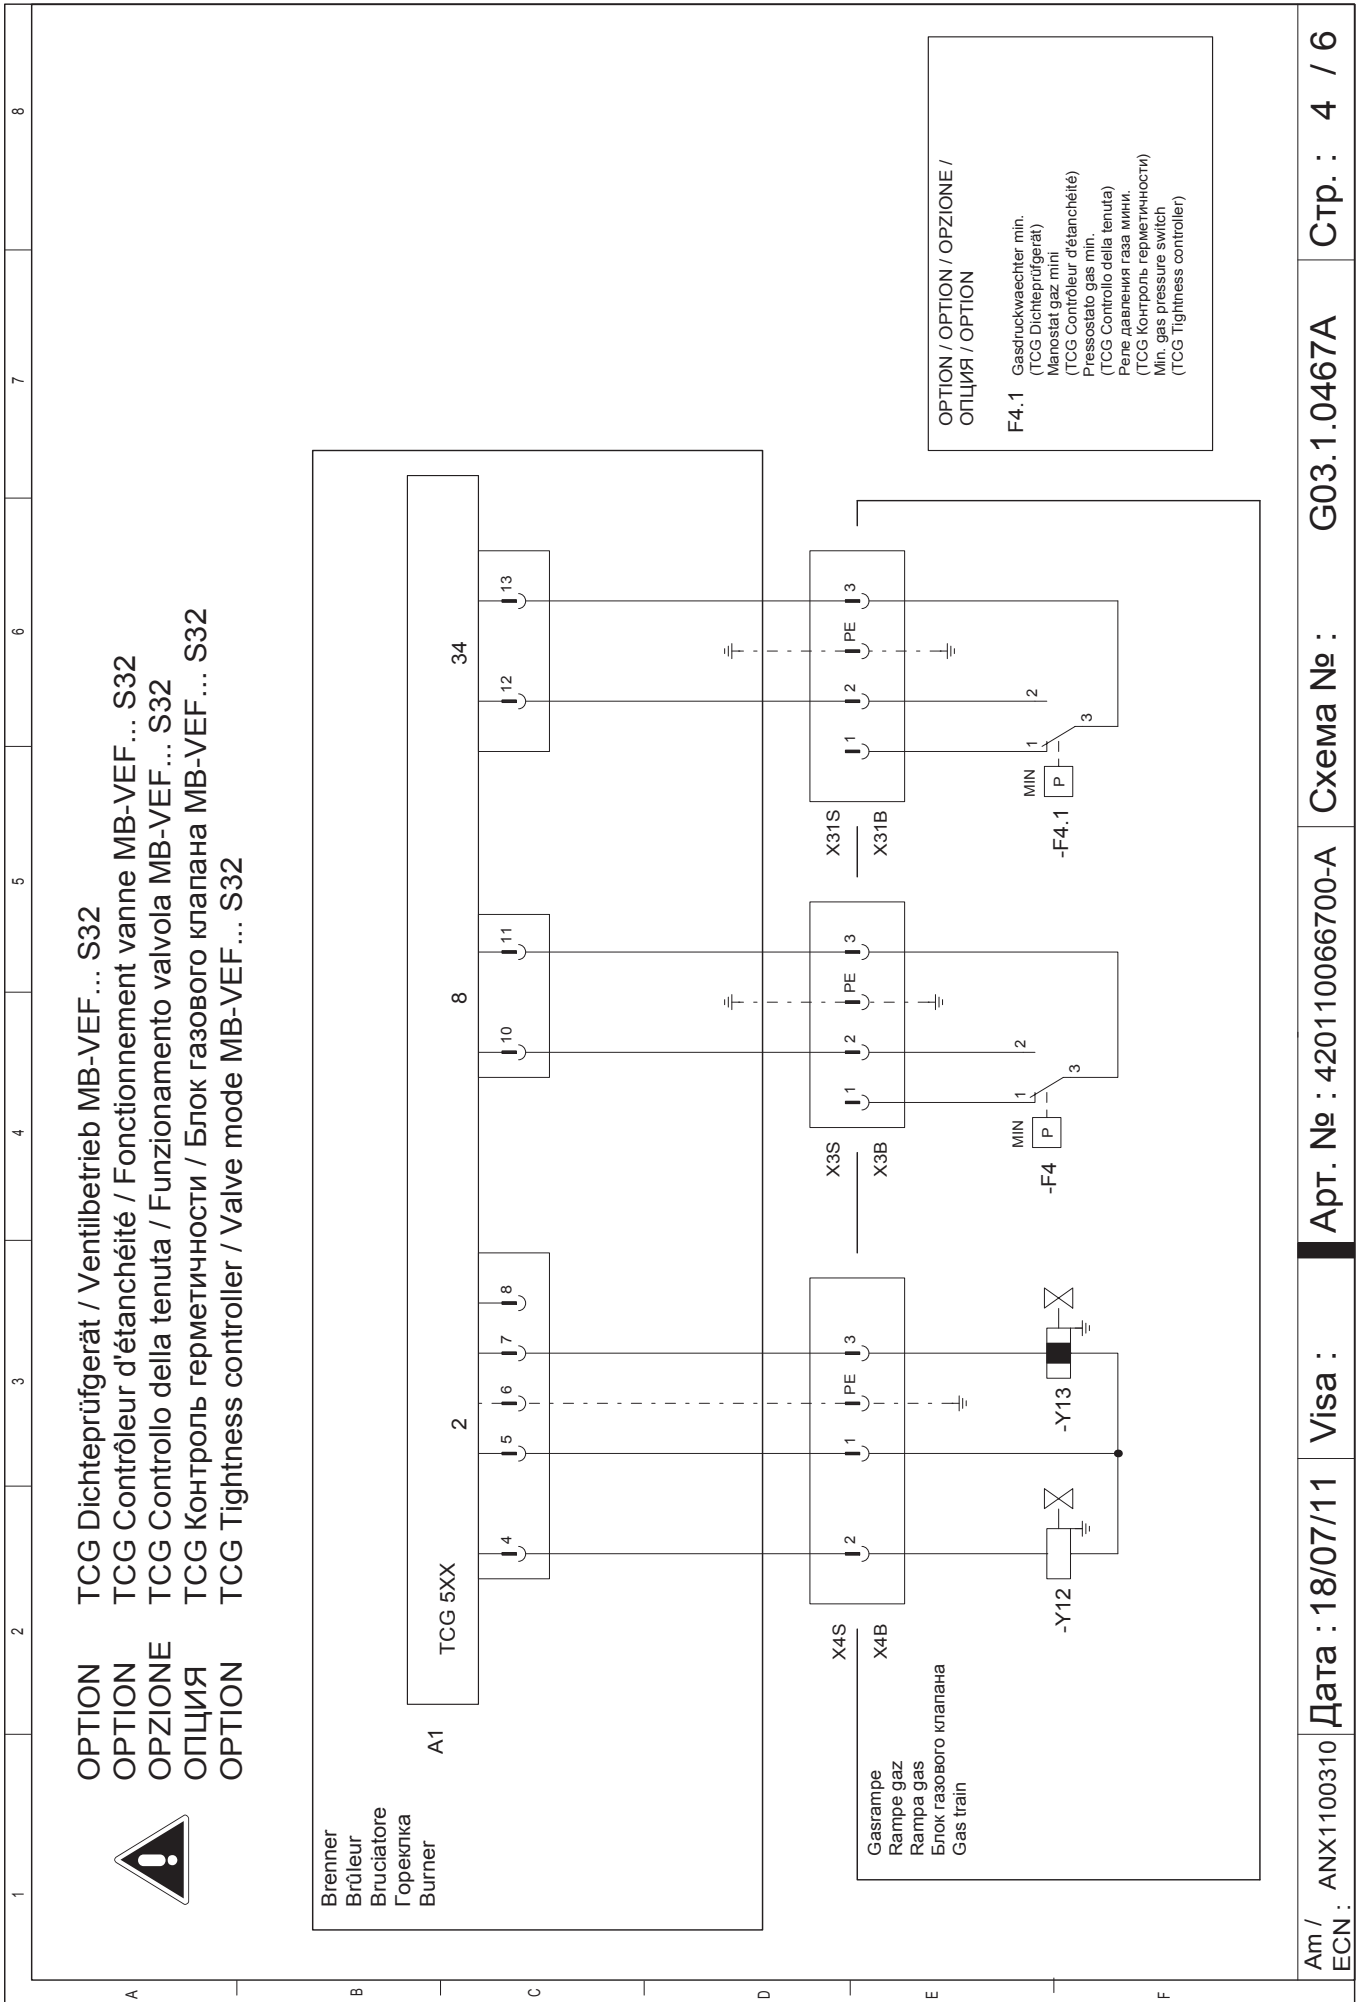 1 2 3 4 5 6 7 8
A
B
C
D
E
F
OPTION TCG Dichteprüfgerät / Ventilbetrieb MB-VEF... S32
OPTION TCG Contrôleur d'étanchéité / Fonctionnement vanne MB-VEF... S32
OPZIONE TCG Controllo della tenuta / Funzionamento valvola MB-VEF... S32
ОПЦИЯ TCG Контроль герметичности / Блок газового клапана MB-VEF... S32
OPTION TCG Tightness controller / Valve mode MB-VEF... S32
Brenner
Brûleur
Bruciatore
Гореклка
Burner
A1
TCG 5XX
2 8 34
4 5 6 7 8 10 11 12 13
X4S
X4B
2 1 PE 3
X3S
X3B
1 2 PE 3
X31S
X31B
1 2 PE 3
Gasrampe
Rampe gaz
Rampa gas
Блок газового клапана
Gas train
-Y12
-Y13
-F4
MIN
P
1 2 3
-F4.1
MIN
P
1 2 3
OPTION / OPTION / OPZIONE /
ОПЦИЯ / OPTION
F4.1 Gasdruckwaechter min.
(TCG Dichteprüfgerät)
Manostat gaz mini
(TCG Contrôleur d'étanchéité)
Pressostato gas min.
(TCG Controllo della tenuta)
Реле давления газа мини.
(TCG Контроль герметичности)
Min. gas pressure switch
(TCG Tightness controller)
Am /
ECN : ANX1100310
Дата : 18/07/11
Visa :
Арт. № : 420110066700-A
Схема № : G03.1.0467A
Стр. : 4 / 6